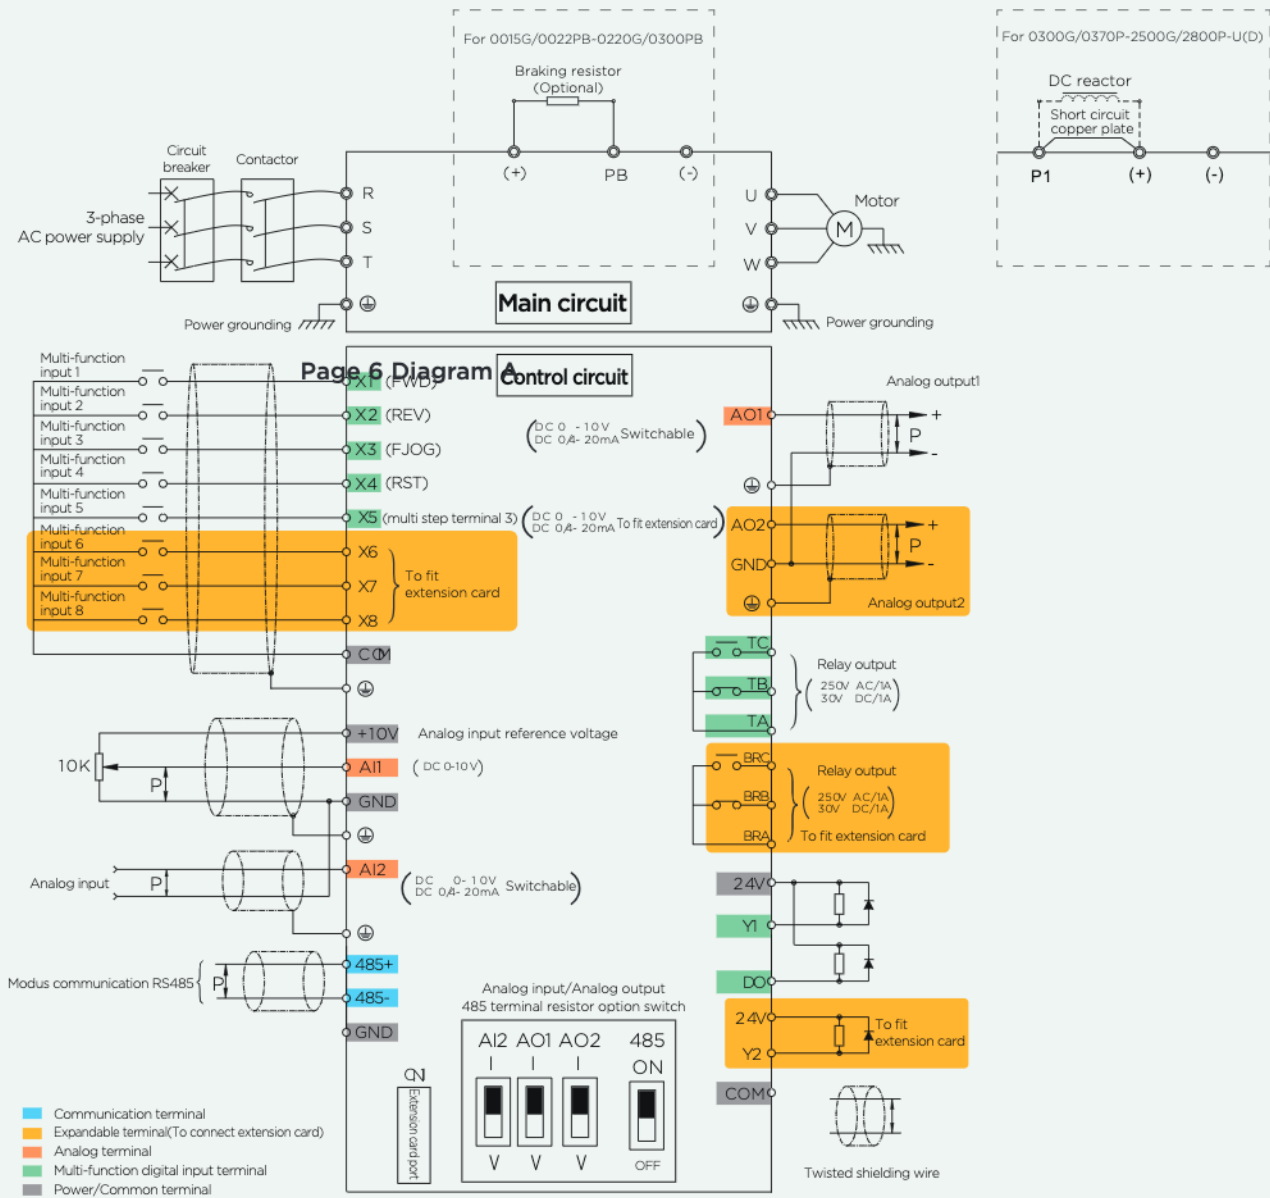 For 0015G/0022PB-0220G/0300PB
Braking resistor
(Optional)
(+)
PB
(-)
For 0300G/0370P-2500G/2800P-U(D)
DC reactor
Short circuit
copper plate
P1
(+)
(-)
Circuit
breaker
Contactor
3-phase
AC power supply
R
S
T
Power grounding
U
V
W
Motor
M
Power grounding
Main circuit
Page 6 Diagram A
Control circuit
Multi-function
input 1
X1 (FWD)
Multi-function
input 2
X2 (REV)
Multi-function
input 3
X3 (FJOG)
Multi-function
input 4
X4 (RST)
Multi-function
input 5
X5 (multi step terminal 3)
Multi-function
input 6
X6
Multi-function
input 7
X7
Multi-function
input 8
X8
To fit
extension card
COM
+10V
Analog input reference voltage
10K
P
AI1
(DC 0-10V)
GND
Analog input
P
AI2
(DC 0-10V
DC 0/4-20mA Switchable)
Modus communication RS485
P
485+
485-
GND
Analog output1
AO1
(DC 0 -10V
DC 0/4-20mA Switchable)
+
P
-
(DC 0 -10V
DC 0/4-20mA To fit extension card)
AO2
+
P
GND
-
Analog output2
TC
TB
TA
Relay output
(250V AC/1A
30V DC/1A)
BRC
BRB
BRA
Relay output
(250V AC/1A
30V DC/1A)
To fit extension card
24V
Y1
DO
24V
Y2
To fit
extension card
COM
Twisted shielding wire
Analog input/Analog output
485 terminal resistor option switch
AI2 AO1 AO2 485
I I I ON
V V V OFF
Extension card port
Communication terminal
Expandable terminal(To connect extension card)
Analog terminal
Multi-function digital input terminal
Power/Common terminal